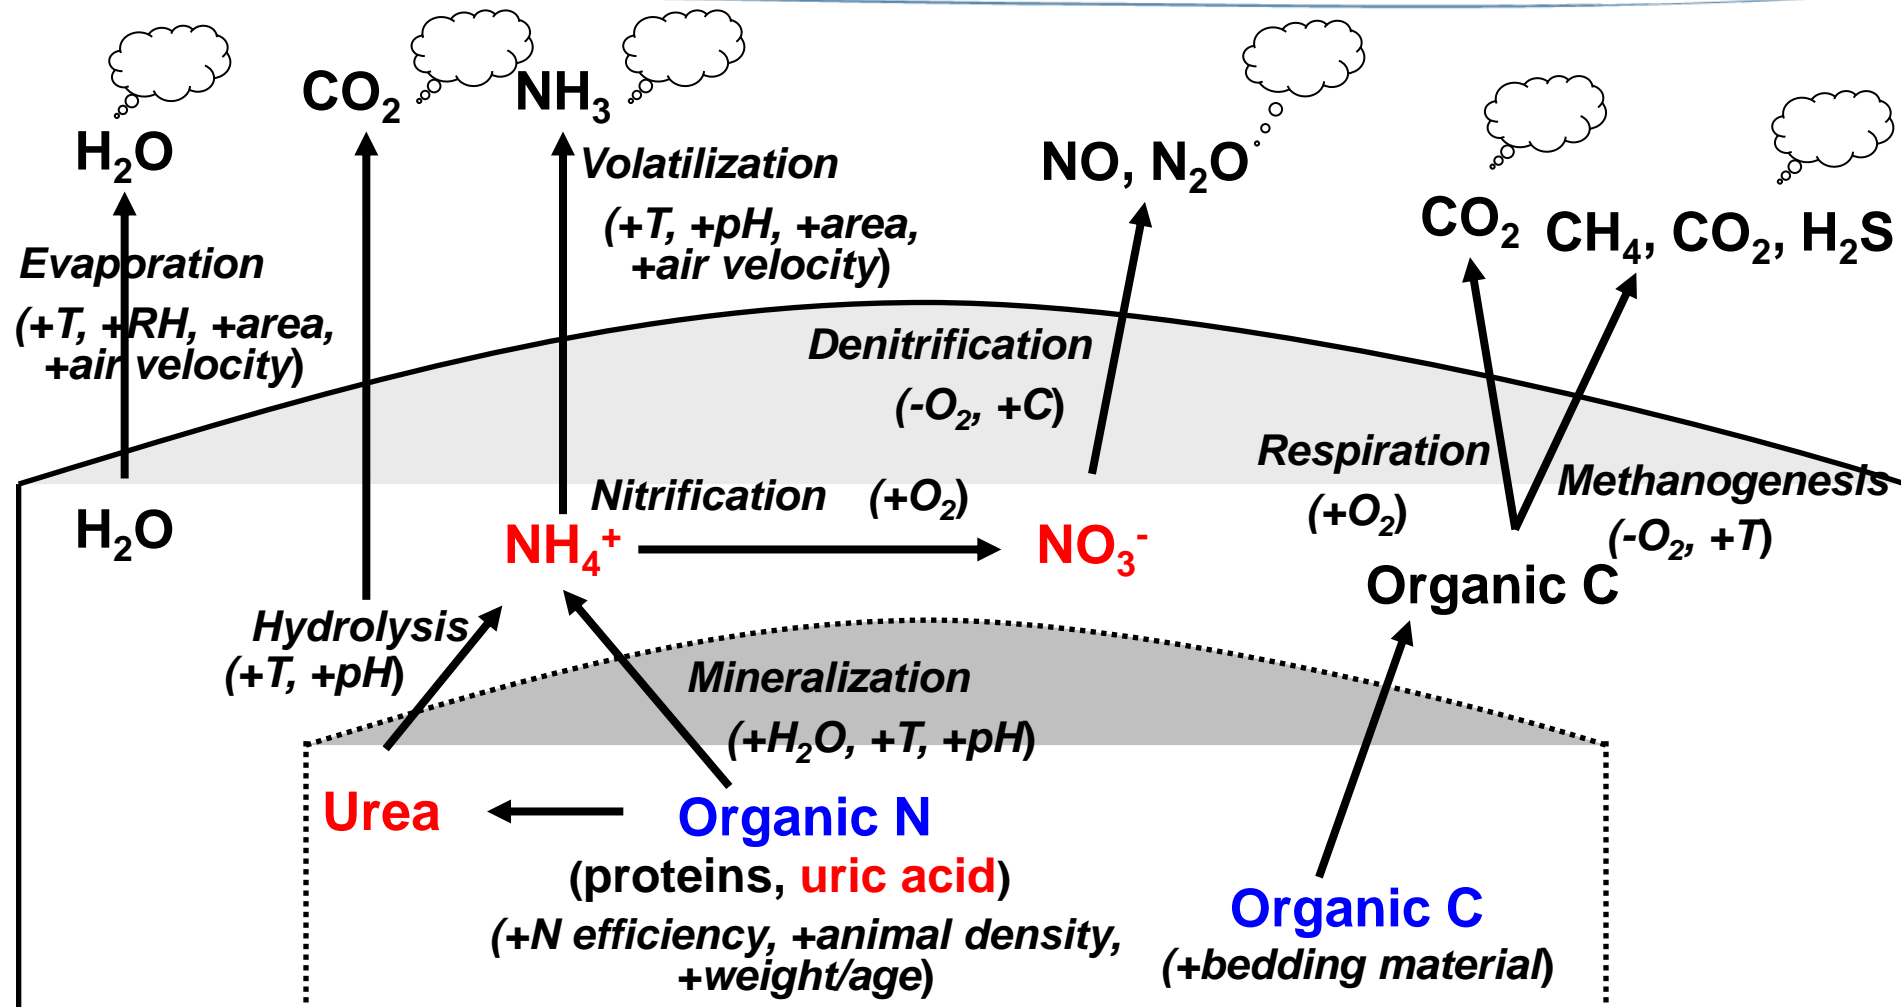 CO₂
NH₃
H₂O
NO, N₂O
Volatilization
(+T, +pH, +area,
+air velocity)
CO₂
CH₄, CO₂, H₂S
Evaporation
(+T, +RH, +area,
+air velocity)
Denitrification
(-O₂, +C)
Respiration
(+O₂)
Methanogenesis
(-O₂, +T)
Nitrification (+O₂)
H₂O
NH₄⁺
NO₃⁻
Organic C
Hydrolysis
(+T, +pH)
Mineralization
(+H₂O, +T, +pH)
Urea
Organic N
(proteins, uric acid)
(+N efficiency, +animal density,
+weight/age)
Organic C
(+bedding material)